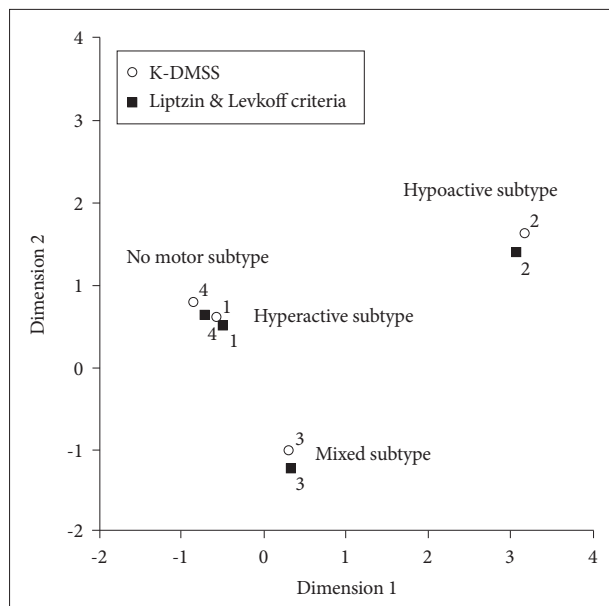 4
3
2
1
0
-1
-2
-2
-1
0
1
2
3
4
Dimension 2
Dimension 1
K-DMSS
Liptzin & Levkoff criteria
Hypoactive subtype
2
2
No motor subtype
4
1
Hyperactive subtype
4
1
3
Mixed subtype
3